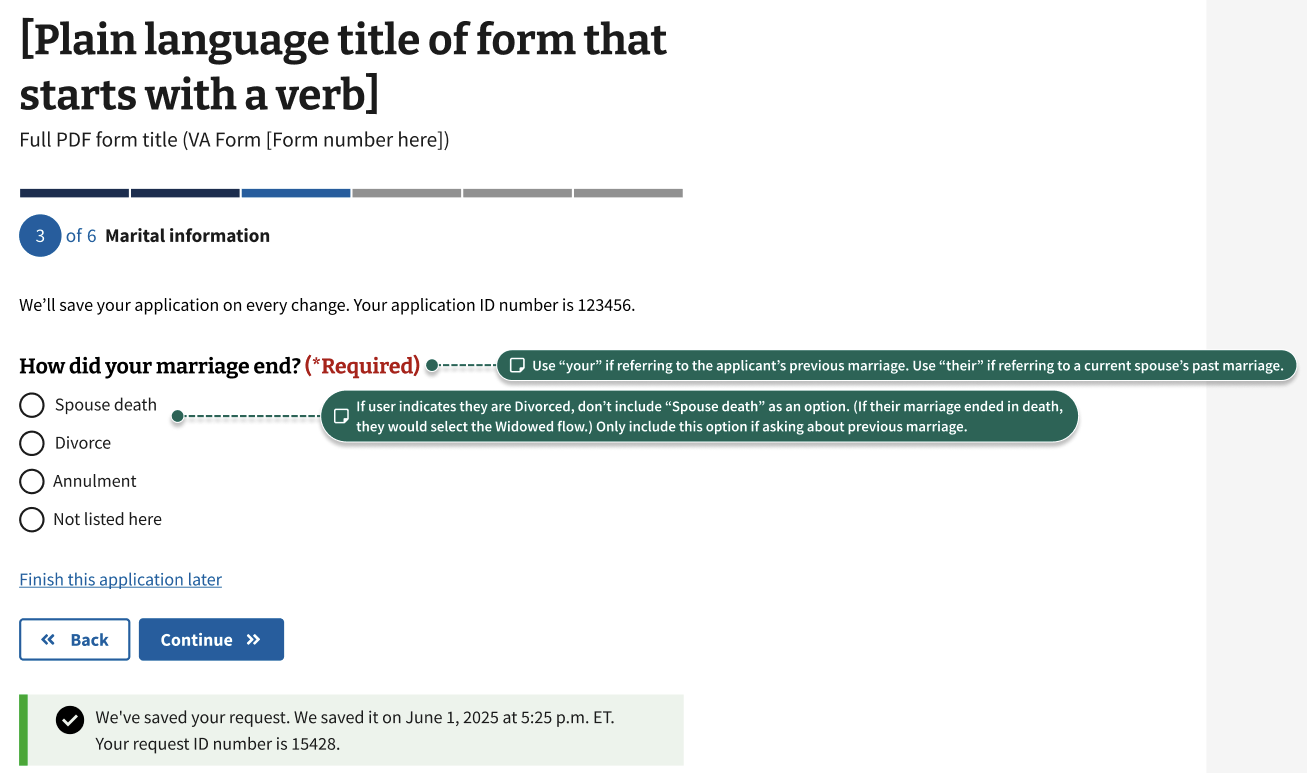 [Plain language title of form that
starts with a verb]
Full PDF form title (VA Form [Form number here])
3 of 6 Marital information
We’ll save your application on every change. Your application ID number is 123456.
How did your marriage end? (*Required)
Use “your” if referring to the applicant’s previous marriage. Use “their” if referring to a current spouse’s past marriage.
Spouse death
If user indicates they are Divorced, don’t include “Spouse death” as an option. (If their marriage ended in death,
they would select the Widowed flow.) Only include this option if asking about previous marriage.
Divorce
Annulment
Not listed here
Finish this application later
Back
Continue
We've saved your request. We saved it on June 1, 2025 at 5:25 p.m. ET.
Your request ID number is 15428.